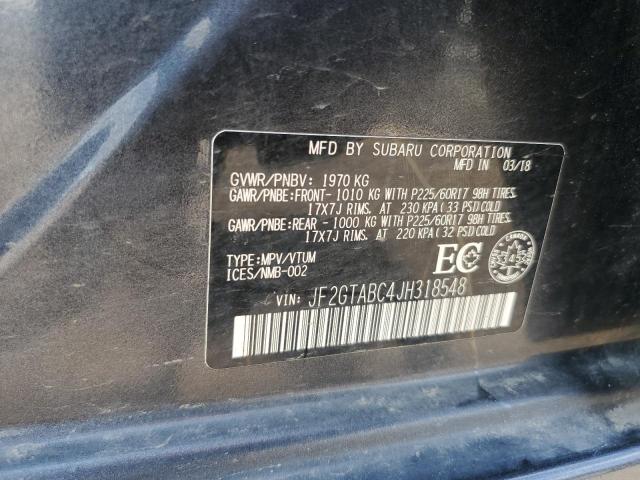 MFD BY SUBARU CORPORATION
MFD IN 03/18
GVWR/PNBV: 1970 KG
GAWR/PNBE:FRONT-1010 KG WITH P225/60R17 98H TIRES,
17X7J RIMS. AT 230 KPA(33 PSI)COLD
GAWR/PNBE:REAR -1000 KG WITH P225/60R17 98H TIRES,
17X7J RIMS. AT 220 KPA(32 PSI)COLD
TYPE:MPV/VTUM
ICES/NMB-002
EC
VIN: JF2GTABC4JH318548